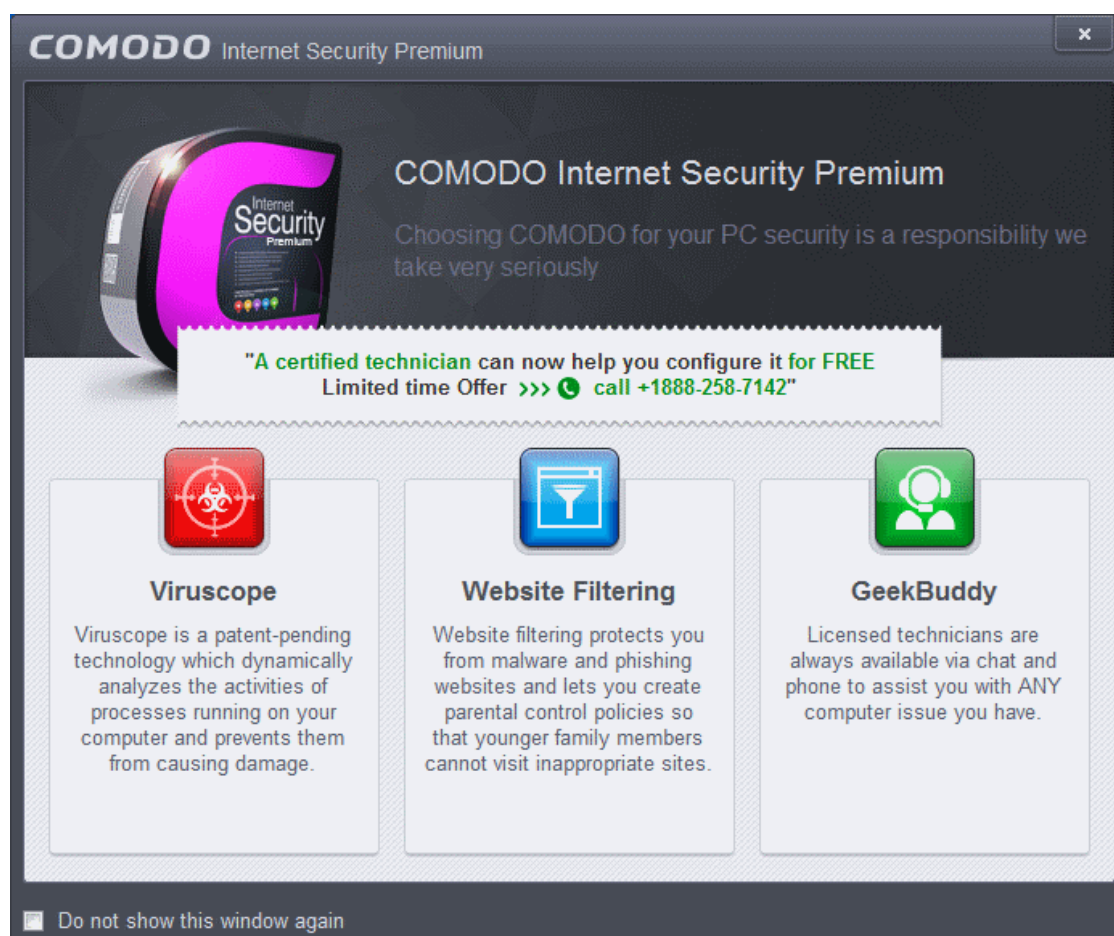 COMODO Internet Security Premium
COMODO Internet Security Premium
Choosing COMODO for your PC security is a responsibility we
take very seriously
Internet
Security
Premium
"A certified technician can now help you configure it for FREE
Limited time Offer >>> call +1888-258-7142"
Viruscope
Viruscope is a patent-pending
technology which dynamically
analyzes the activities of
processes running on your
computer and prevents them
from causing damage.
Website Filtering
Website filtering protects you
from malware and phishing
websites and lets you create
parental control policies so
that younger family members
cannot visit inappropriate sites.
GeekBuddy
Licensed technicians are
always available via chat and
phone to assist you with ANY
computer issue you have.
Do not show this window again